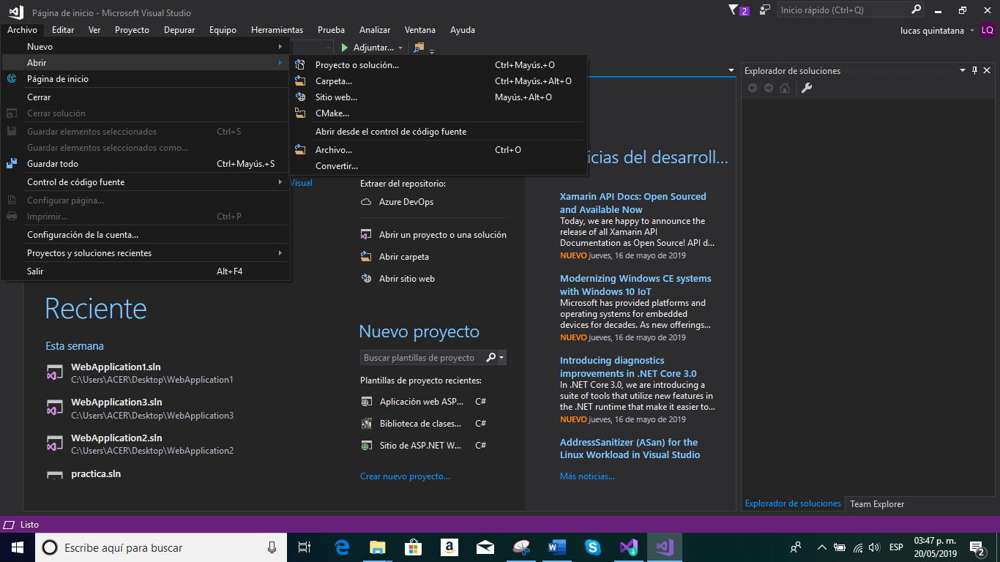 Página de inicio - Microsoft Visual Studio
2
Inicio rápido (Ctrl+Q)
Archivo Editar Ver Proyecto Depurar Equipo Herramientas Prueba Analizar Ventana Ayuda
lucas quintatana LQ
Adjuntar...
Nuevo
Abrir
Página de inicio
Cerrar
Cerrar solución
Guardar elementos seleccionados Ctrl+S
Guardar elementos seleccionados como...
Guardar todo Ctrl+Mayús.+S
Control de código fuente
Configurar página...
Imprimir... Ctrl+P
Configuración de la cuenta...
Proyectos y soluciones recientes
Salir Alt+F4
Proyecto o solución... Ctrl+Mayús.+O
Carpeta... Ctrl+Mayús.+Alt+O
Sitio web... Mayús.+Alt+O
CMake...
Abrir desde el control de código fuente
Archivo... Ctrl+O
Convertir...
Visual
Reciente
Esta semana
WebApplication1.sln
C:\Users\ACER\Desktop\WebApplication1
WebApplication3.sln
C:\Users\ACER\Desktop\WebApplication3
WebApplication2.sln
C:\Users\ACER\Desktop\WebApplication2
practica.sln
Extraer del repositorio:
Azure DevOps
Abrir un proyecto o una solución
Abrir carpeta
Abrir sitio web
Nuevo proyecto
Buscar plantillas de proyecto
Plantillas de proyecto recientes:
Aplicación web ASP... C#
Biblioteca de clases... C#
Sitio de ASP.NET W... C#
Crear nuevo proyecto...
icias del desarroll...
Xamarin API Docs: Open Sourced
and Available Now
Today, we are happy to announce the
release of all Xamarin API
Documentation as Open Source! API d...
NUEVO jueves, 16 de mayo de 2019
Modernizing Windows CE systems
with Windows 10 IoT
Microsoft has provided platforms and
operating systems for embedded
devices for decades. As new offerings...
NUEVO jueves, 16 de mayo de 2019
Introducing diagnostics
improvements in .NET Core 3.0
In .NET Core 3.0, we are introducing a
suite of tools that utilize new features in
the .NET runtime that make it easier to...
NUEVO jueves, 16 de mayo de 2019
AddressSanitizer (ASan) for the
Linux Workload in Visual Studio
Más noticias...
Explorador de soluciones
Explorador de soluciones Team Explorer
Listo
Escribe aquí para buscar
ESP
03:47 p. m.
20/05/2019
2